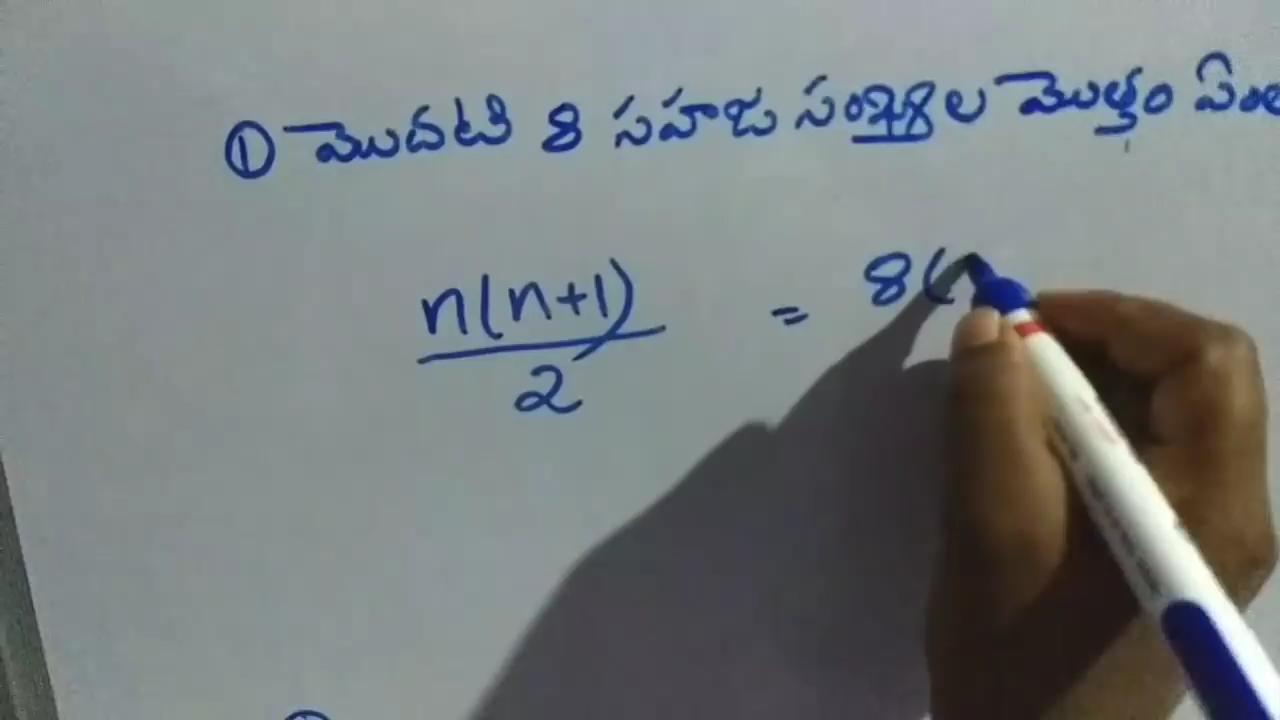 ① మొదటి 8 సహజ సంఖ్యల మొత్తం
n(n+1)/2 = 8(